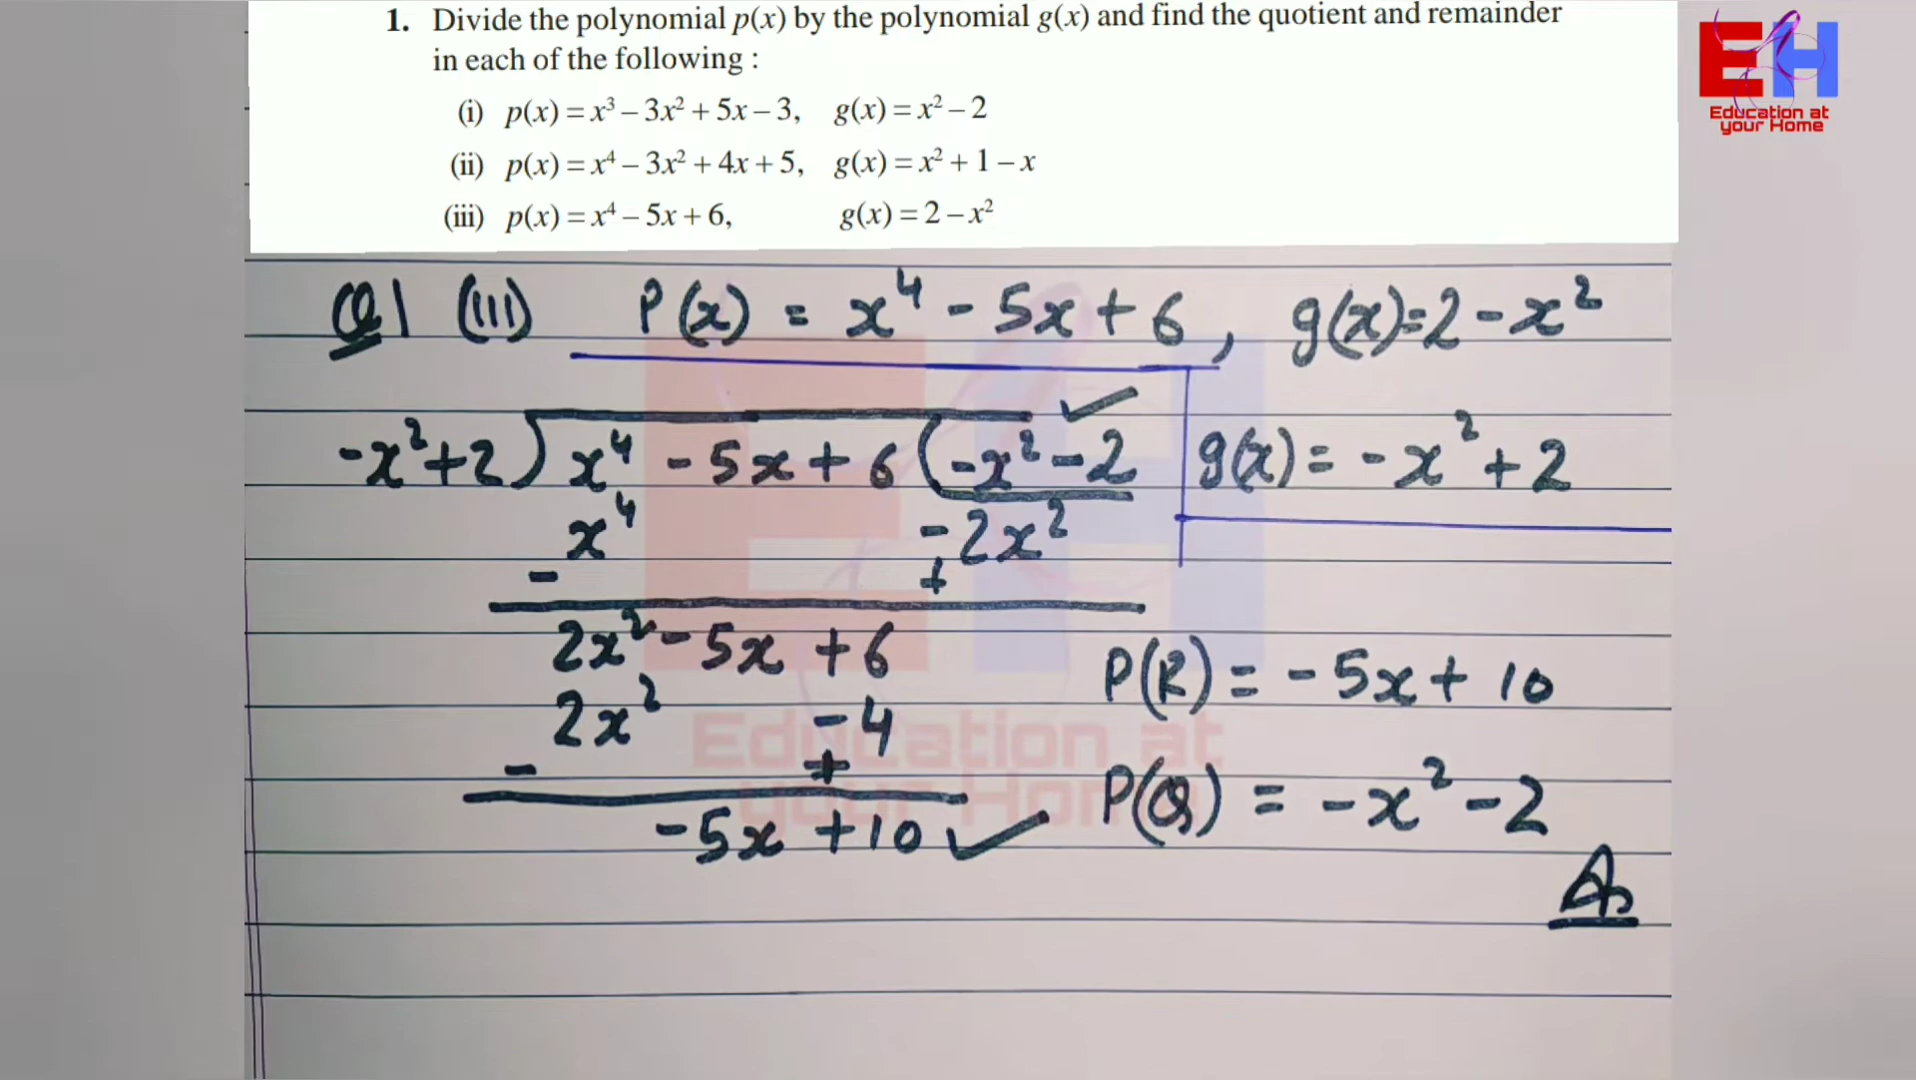 1. Divide the polynomial p(x) by the polynomial g(x) and find the quotient and remainder
in each of the following :
(i) p(x) = x³ – 3x² + 5x – 3, g(x) = x² – 2
(ii) p(x) = x⁴ – 3x² + 4x + 5, g(x) = x² + 1 – x
(iii) p(x) = x⁴ – 5x + 6, g(x) = 2 – x²
EH
Education at
your Home
Q1 (III) P(x) = x⁴ - 5x + 6, g(x)=2 - x²
-x²+2) x⁴ - 5x + 6 (-x² - 2
g(x) = -x² + 2
x⁴ - 2x²
- +
2x² - 5x + 6
2x² - 4
- +
-5x + 10
P(R) = -5x + 10
P(Q) = -x² - 2
Education at
your Home